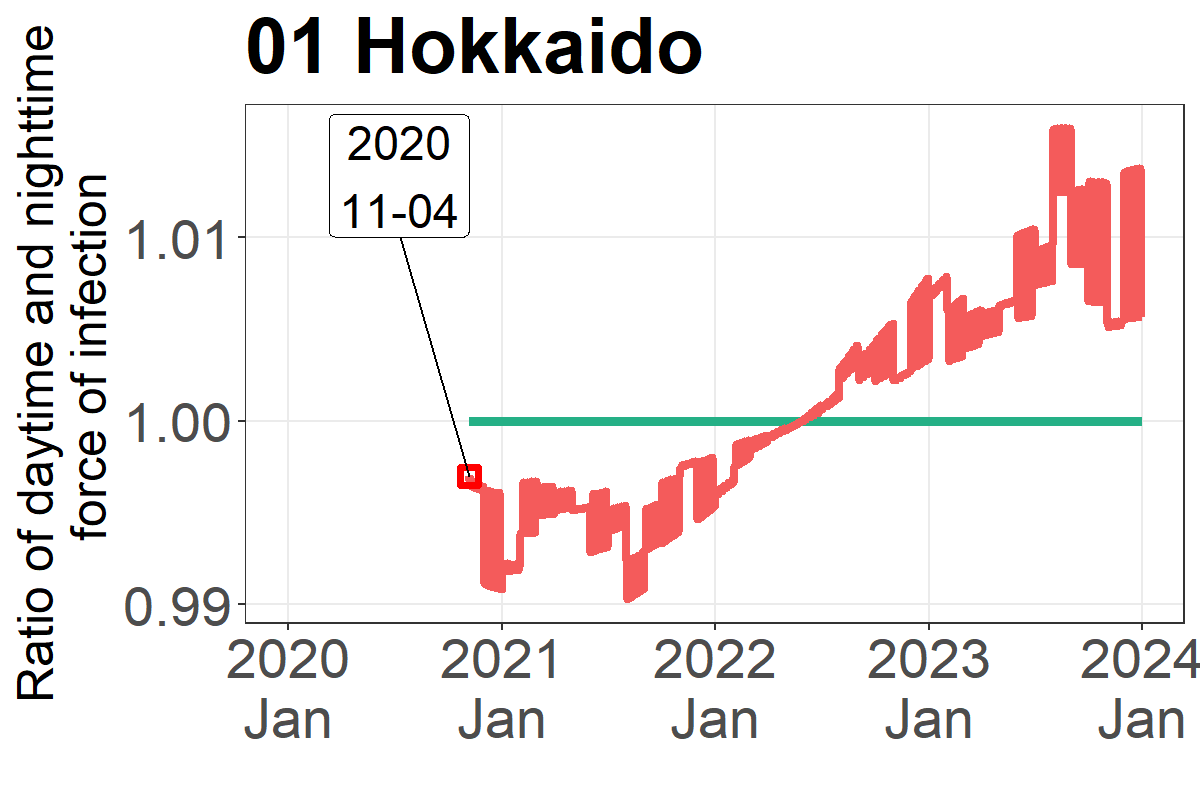 01 Hokkaido
Ratio of daytime and nighttime
force of infection
2020
11-04
1.01
1.00
0.99
2020
Jan
2021
Jan
2022
Jan
2023
Jan
2024
Jan